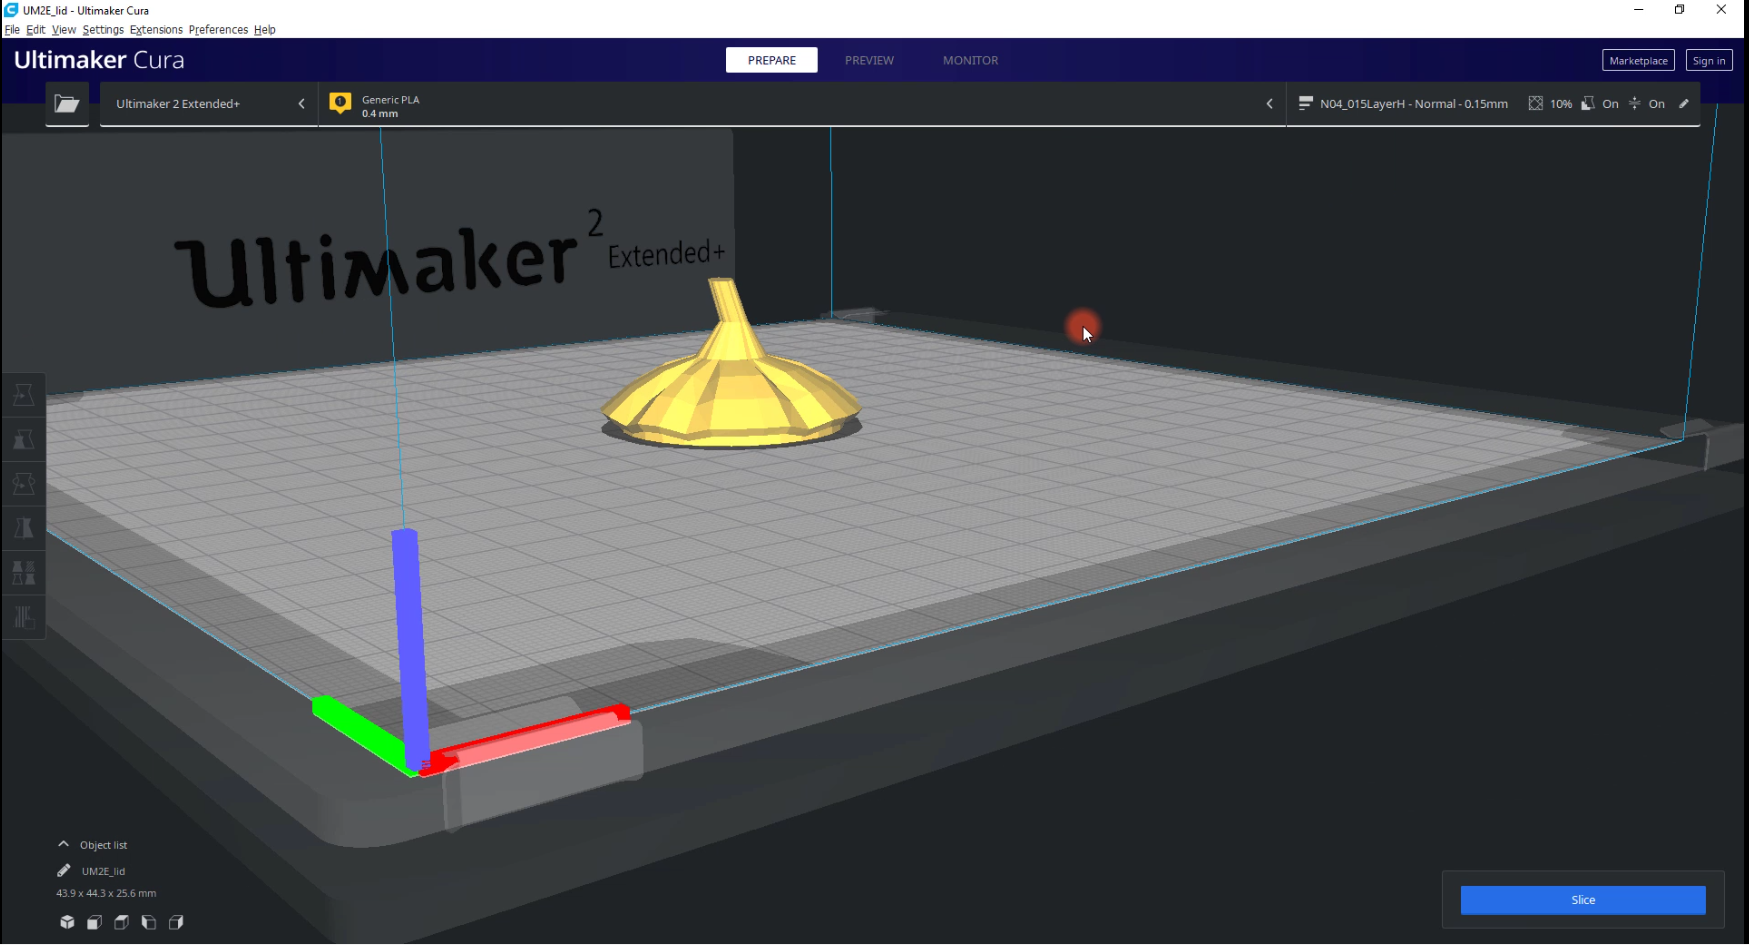 UM2E_lid - Ultimaker Cura
File Edit View Settings Extensions Preferences Help
Ultimaker Cura
PREPARE
PREVIEW
MONITOR
Marketplace
Sign in
Ultimaker 2 Extended+
1
Generic PLA
0.4 mm
N04_015LayerH - Normal - 0.15mm
10%
On
On
Ultimaker 2
Extended+
Object list
UM2E_lid
43.9 x 44.3 x 25.6 mm
Slice